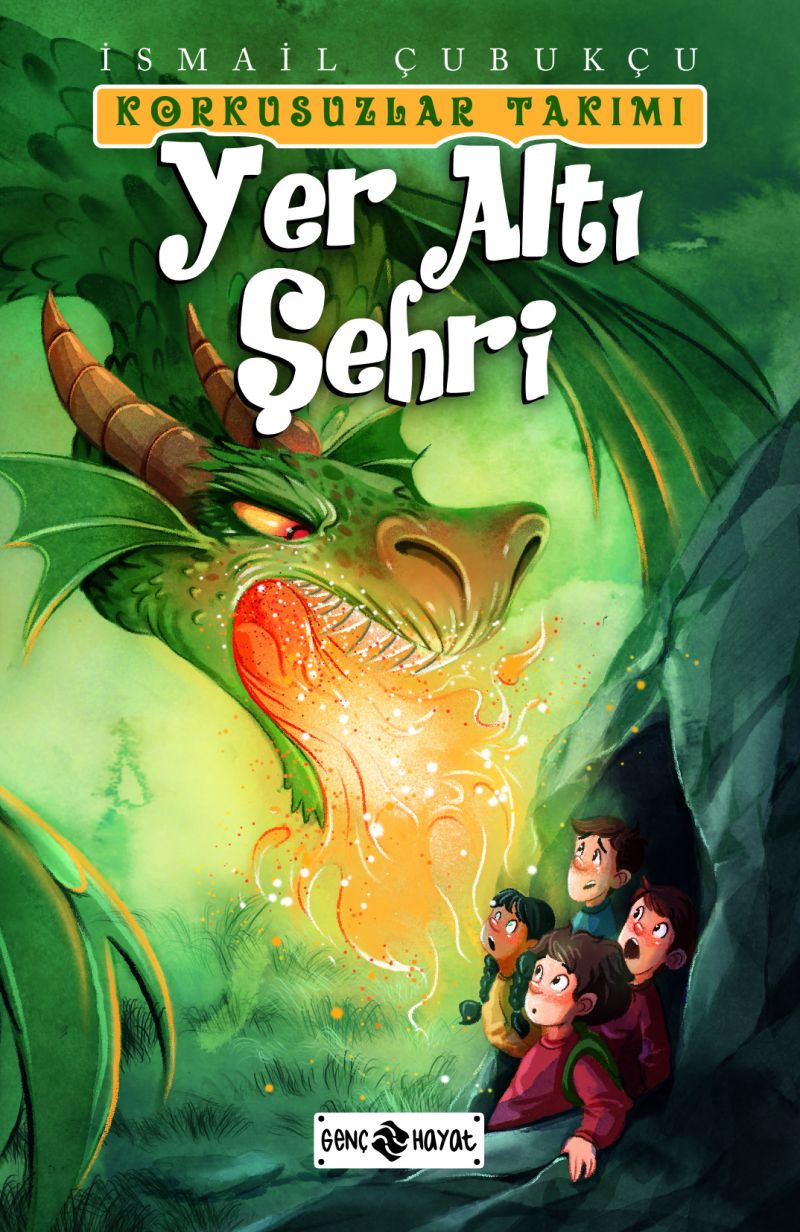 İSMAİL ÇUBUKÇU
KORKUSUZLAR TAKIMI
Yer Altı
Şehri
GENÇ HAYAT